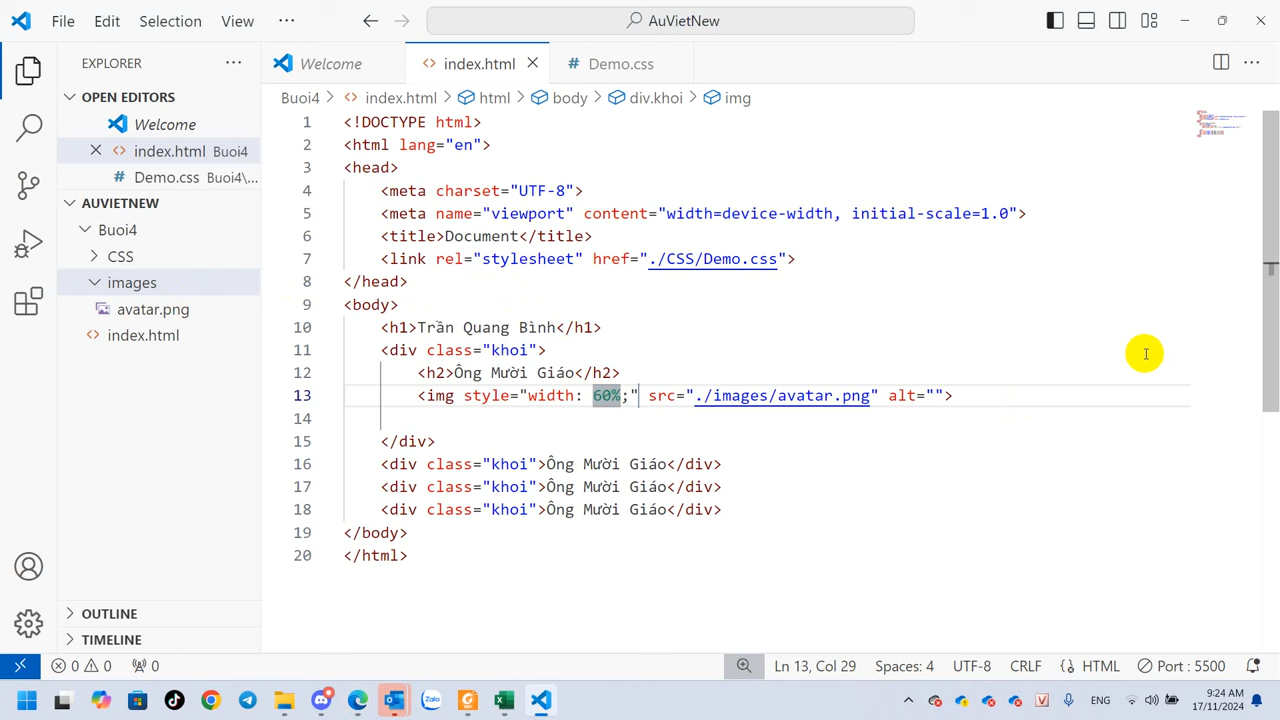 File Edit Selection View ··· AuVietNew
EXPLORER ···
Welcome index.html Demo.css
OPEN EDITORS
Welcome
index.html Buoi4
Demo.css Buoi4\...
AUVIETNEW
Buoi4
CSS
images
avatar.png
index.html
OUTLINE
TIMELINE
Buoi4 > index.html > html > body > div.khoi > img
1 <!DOCTYPE html>
2 <html lang="en">
3 <head>
4 <meta charset="UTF-8">
5 <meta name="viewport" content="width=device-width, initial-scale=1.0">
6 <title>Document</title>
7 <link rel="stylesheet" href="./CSS/Demo.css">
8 </head>
9 <body>
10 <h1>Trần Quang Bình</h1>
11 <div class="khoi">
12 <h2>Ông Mười Giáo</h2>
13 <img style="width: 60%;" src="./images/avatar.png" alt="">
14
15 </div>
16 <div class="khoi">Ông Mười Giáo</div>
17 <div class="khoi">Ông Mười Giáo</div>
18 <div class="khoi">Ông Mười Giáo</div>
19 </body>
20 </html>
0 0 0 Ln 13, Col 29 Spaces: 4 UTF-8 CRLF HTML Port : 5500
ENG 9:24 AM
17/11/2024